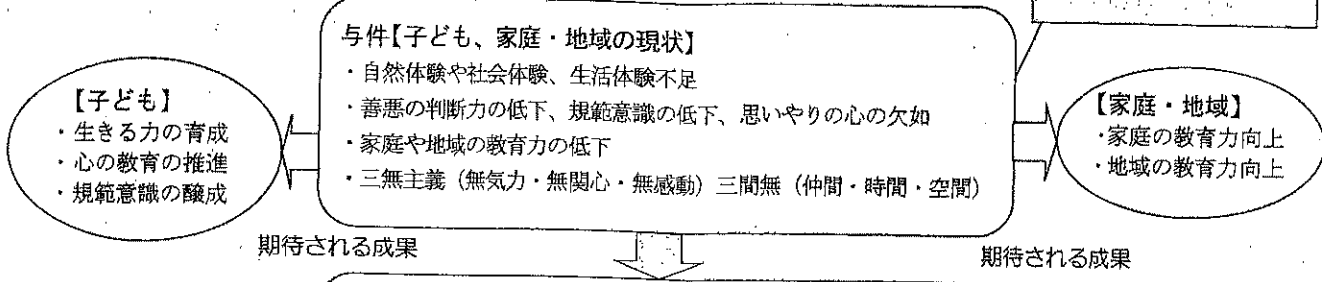 与件【子ども、家庭・地域の現状】
・自然体験や社会体験、生活体験不足
・善悪の判断力の低下、規範意識の低下、思いやりの心の欠如
・家庭や地域の教育力の低下
・三無主義（無気力・無関心・無感動）三間無（仲間・時間・空間）
【子ども】
・生きる力の育成
・心の教育の推進
・規範意識の醸成
【家庭・地域】
・家庭の教育力向上
・地域の教育力向上
期待される成果
期待される成果